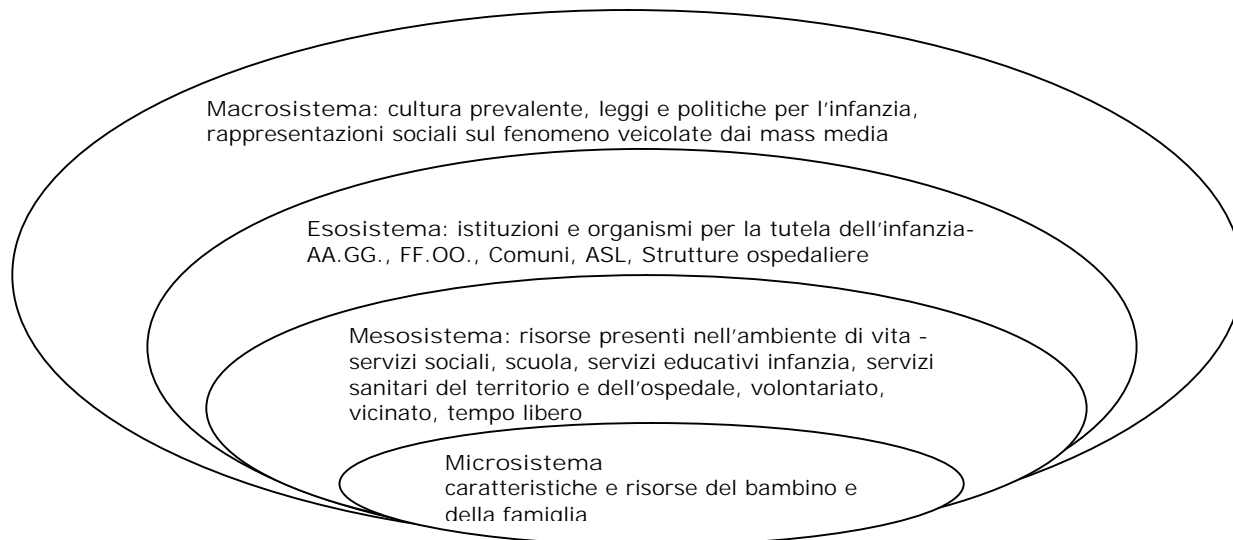 Macrosistema: cultura prevalente, leggi e politiche per l'infanzia,
rappresentazioni sociali sul fenomeno veicolate dai mass media
Esosistema: istituzioni e organismi per la tutela dell'infanzia-
AA.GG., FF.OO., Comuni, ASL, Strutture ospedaliere
Mesosistema: risorse presenti nell'ambiente di vita -
servizi sociali, scuola, servizi educativi infanzia, servizi
sanitari del territorio e dell'ospedale, volontariato,
vicinato, tempo libero
Microsistema
caratteristiche e risorse del bambino e
della famiglia